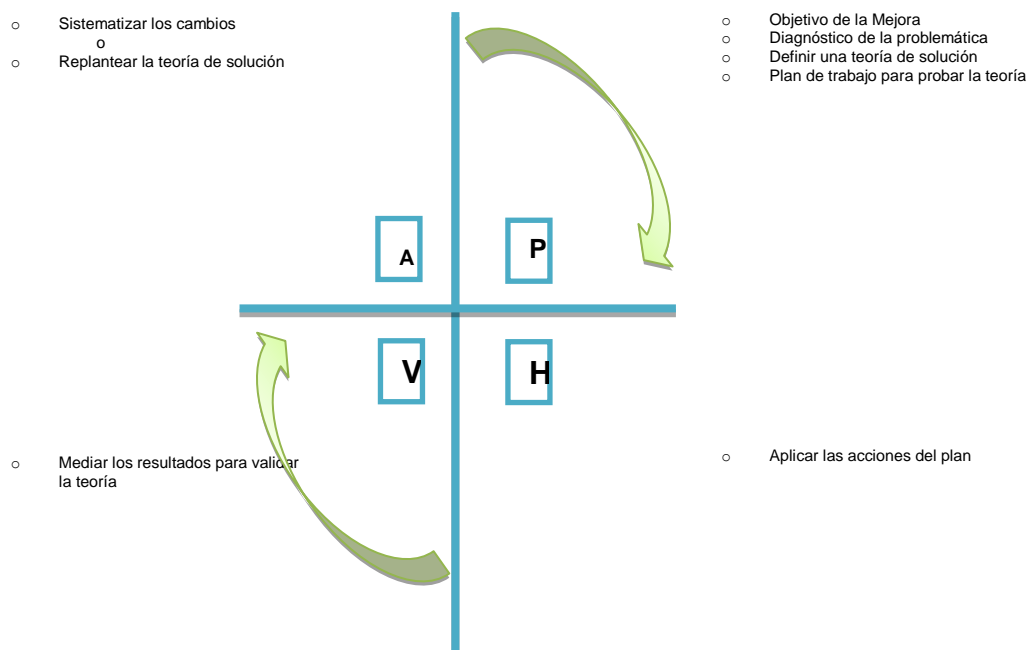 o Sistematizar los cambios
o
o Replantear la teoría de solución
o Objetivo de la Mejora
o Diagnóstico de la problemática
o Definir una teoría de solución
o Plan de trabajo para probar la teoría
A
P
V
H
o Mediar los resultados para validar
la teoría
o Aplicar las acciones del plan